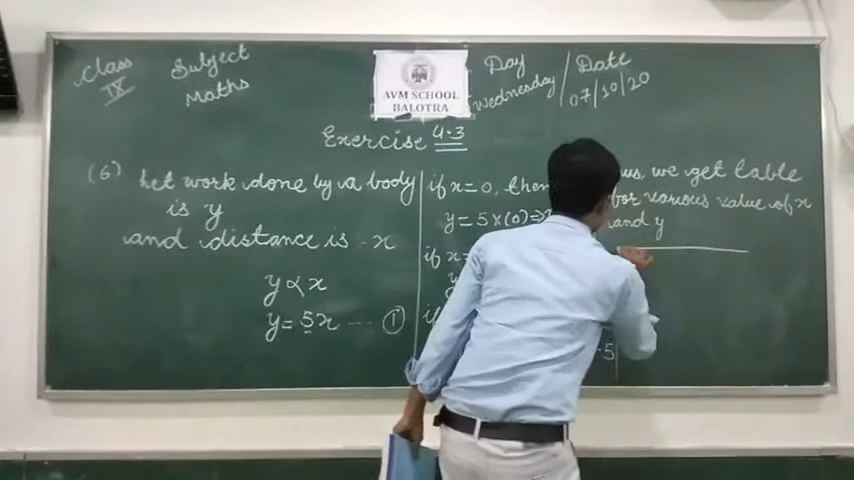 Class
IX
Subject
Maths
AVM SCHOOL
BALOTRA
Day
Wednesday
Date
07/10/20
Exercise 4.3
(6) Let work done by a body
is y
and distance is x
y ∝ x
y = 5x ---- ①
if x = 0, then
y = 5 x (0) =>
if x =
we get table
for various value of x
and y
-5